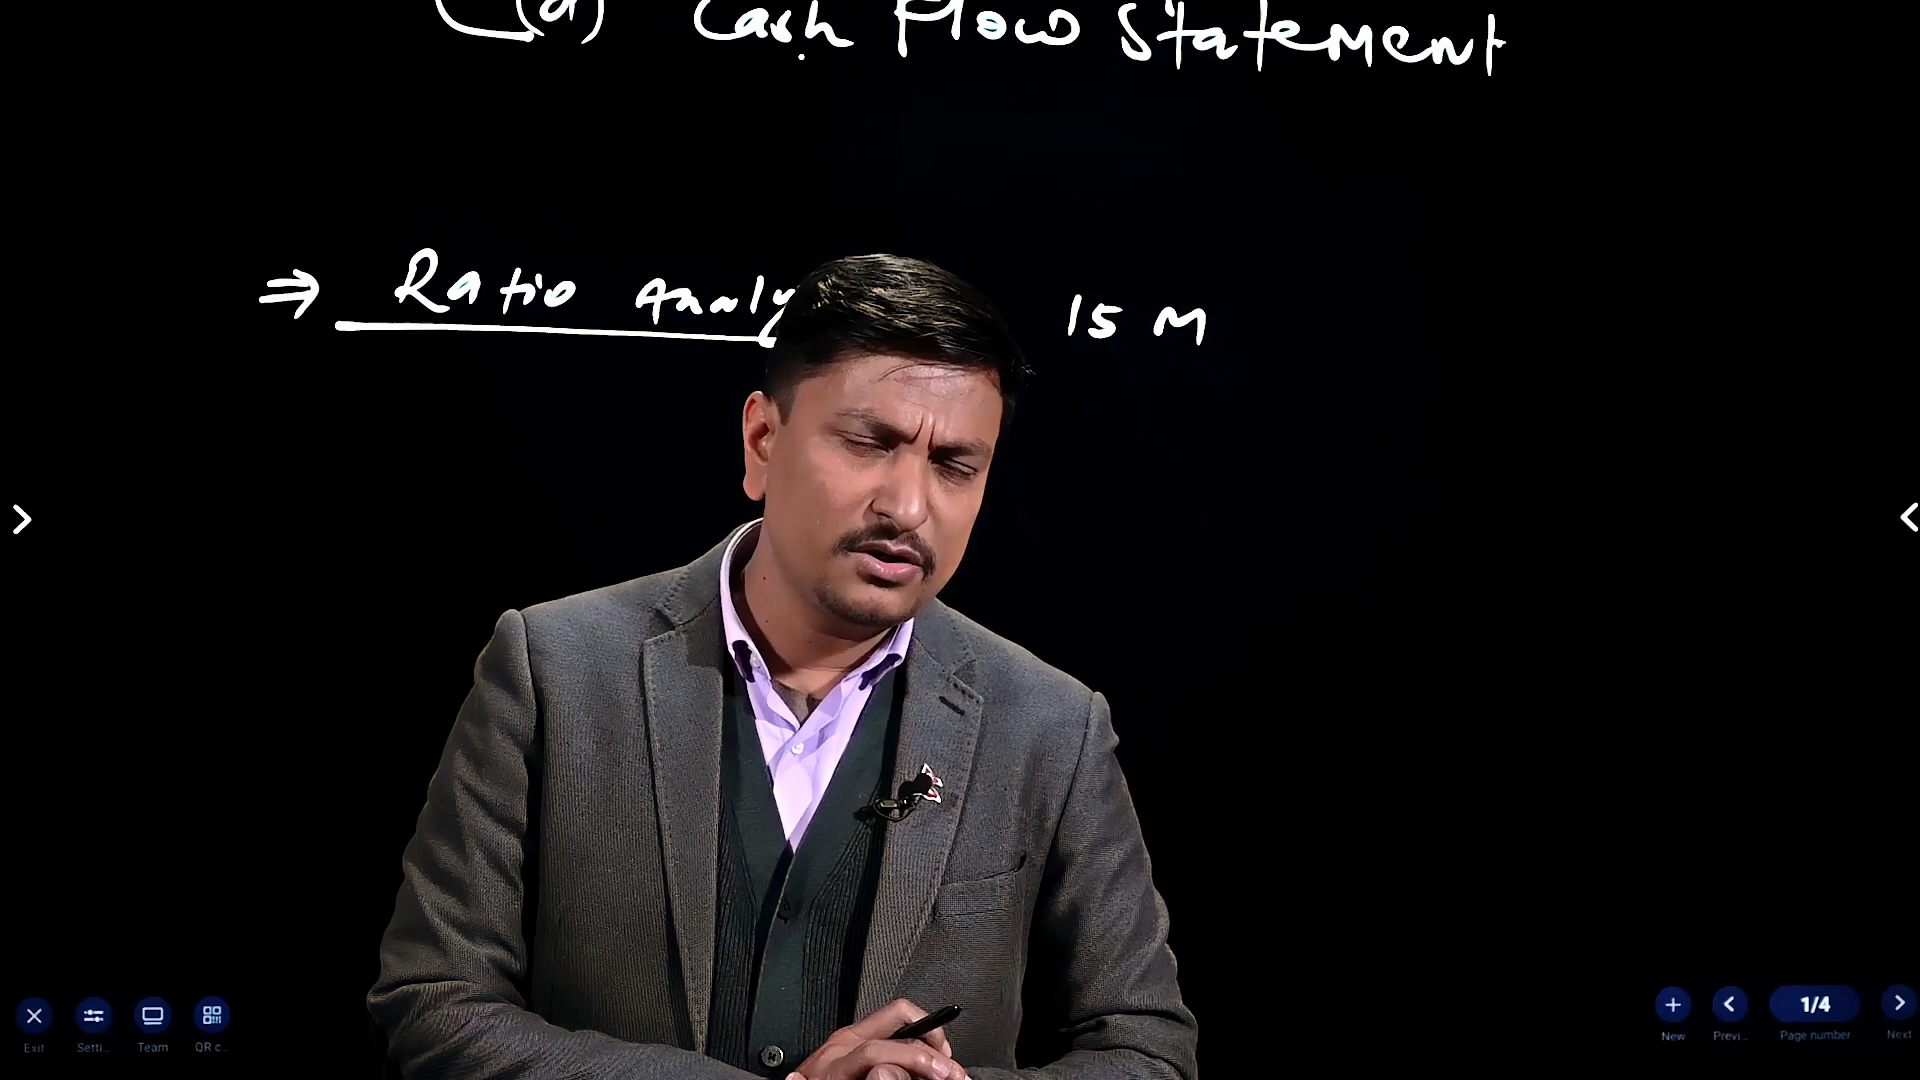 (d) Cash Flow Statement
⇒ Ratio Analy 15 M
Exit Setti... Team QR c...
1/4
New Previ... Page number Next